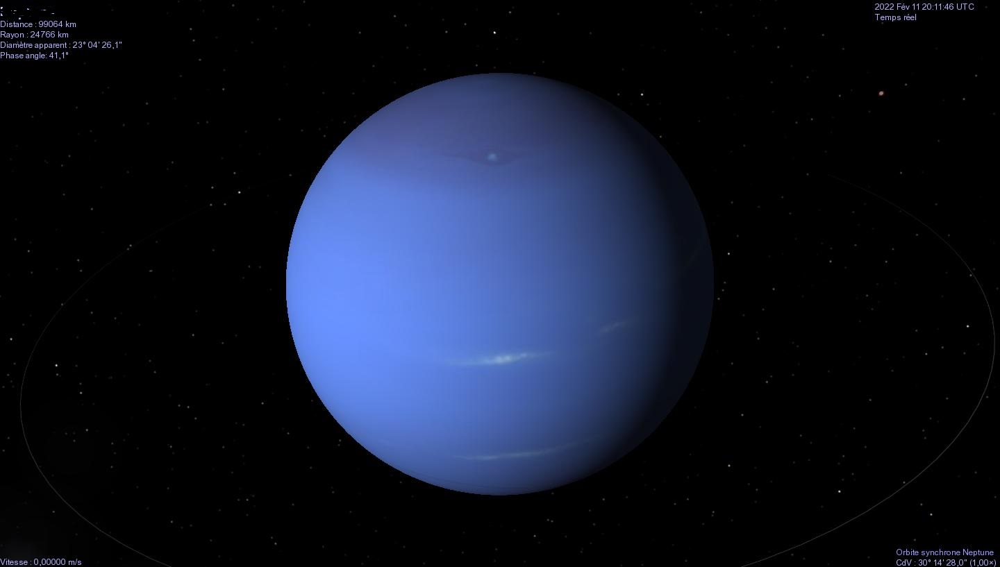 Distance : 99064 km
Rayon : 24766 km
Diamètre apparent : 23° 04' 26,1"
Phase angle: 41,1°
2022 Fév 11 20:11:46 UTC
Temps réel
Vitesse : 0,00000 m/s
Orbite synchrone Neptune
CdV : 30° 14' 28,0" (1,00×)